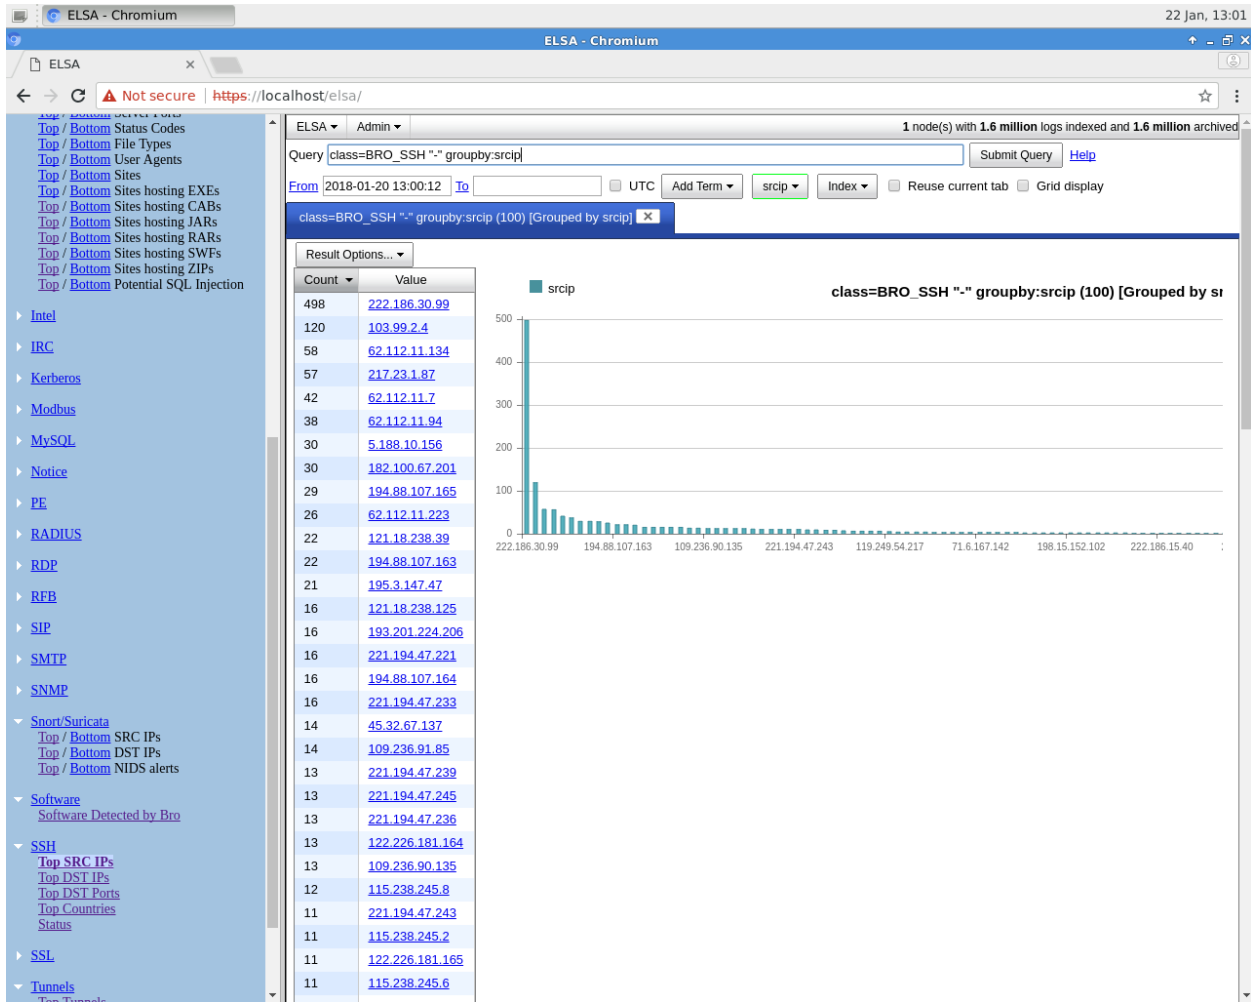 ELSA - Chromium
22 Jan, 13:01
ELSA - Chromium
ELSA
Not secure https://localhost/elsa/
Top / Bottom Server Ports
Top / Bottom Status Codes
Top / Bottom File Types
Top / Bottom User Agents
Top / Bottom Sites
Top / Bottom Sites hosting EXEs
Top / Bottom Sites hosting CABs
Top / Bottom Sites hosting JARs
Top / Bottom Sites hosting RARs
Top / Bottom Sites hosting SWFs
Top / Bottom Sites hosting ZIPs
Top / Bottom Potential SQL Injection
Intel
IRC
Kerberos
Modbus
MySQL
Notice
PE
RADIUS
RDP
RFB
SIP
SMTP
SNMP
Snort/Suricata
Top / Bottom SRC IPs
Top / Bottom DST IPs
Top / Bottom NIDS alerts
Software
Software Detected by Bro
SSH
Top SRC IPs
Top DST IPs
Top DST Ports
Top Countries
Status
SSL
Tunnels
Top Tunnels
ELSA Admin 1 node(s) with 1.6 million logs indexed and 1.6 million archived
Query class=BRO_SSH "-" groupby:srcip Submit Query Help
From 2018-01-20 13:00:12 To UTC Add Term srcip Index Reuse current tab Grid display
class=BRO_SSH "-" groupby:srcip (100) [Grouped by srcip] X
Result Options...
Count Value
498 222.186.30.99
120 103.99.2.4
58 62.112.11.134
57 217.23.1.87
42 62.112.11.7
38 62.112.11.94
30 5.188.10.156
30 182.100.67.201
29 194.88.107.165
26 62.112.11.223
22 121.18.238.39
22 194.88.107.163
21 195.3.147.47
16 121.18.238.125
16 193.201.224.206
16 221.194.47.221
16 194.88.107.164
16 221.194.47.233
14 45.32.67.137
14 109.236.91.85
13 221.194.47.239
13 221.194.47.245
13 221.194.47.236
13 122.226.181.164
13 109.236.90.135
12 115.238.245.8
11 221.194.47.243
11 115.238.245.2
11 122.226.181.165
11 115.238.245.6
srcip
class=BRO_SSH "-" groupby:srcip (100) [Grouped by sr
500
400
300
200
100
0
222.186.30.99 194.88.107.163 109.236.90.135 221.194.47.243 119.249.54.217 71.6.167.142 198.15.152.102 222.186.15.40